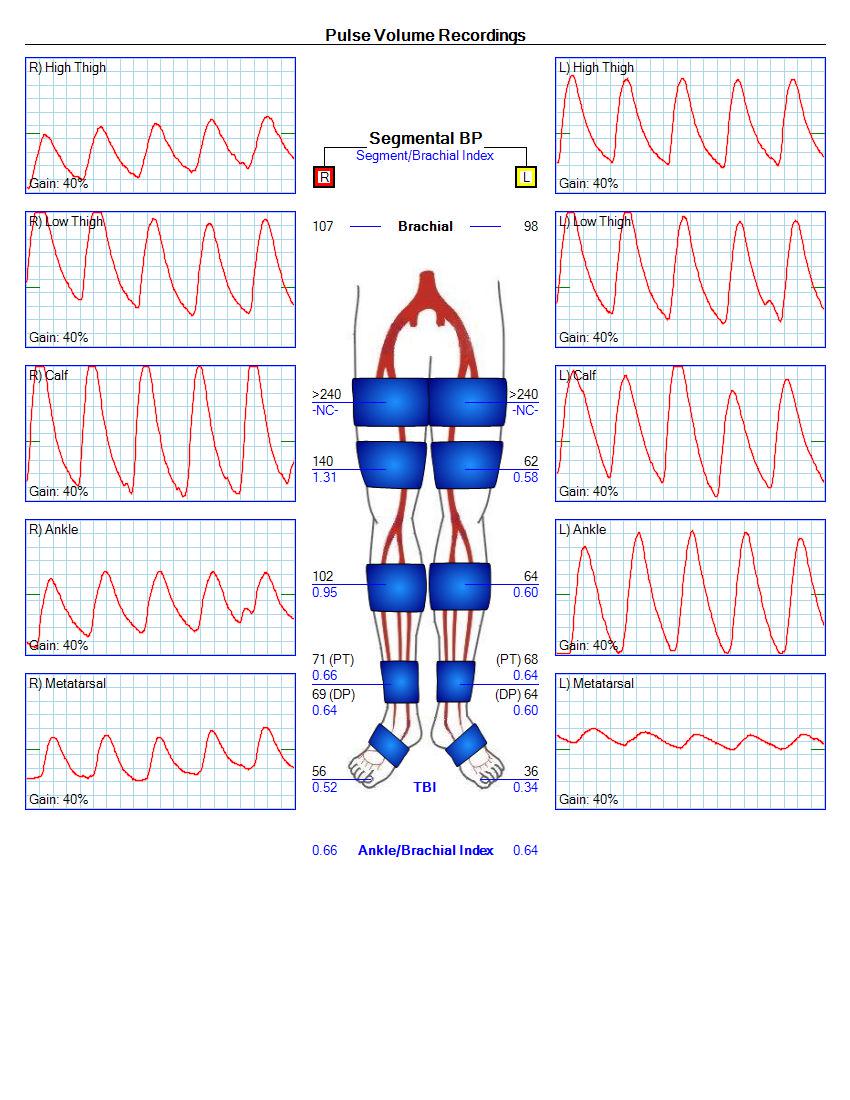 Pulse Volume Recordings
R) High Thigh
Gain: 40%
L) High Thigh
Gain: 40%
Segmental BP
Segment/Brachial Index
R
L
107 Brachial 98
R) Low Thigh
Gain: 40%
L) Low Thigh
Gain: 40%
R) Calf
Gain: 40%
L) Calf
Gain: 40%
>240 >240
-NC- -NC-
140 62
1.31 0.58
R) Ankle
Gain: 40%
L) Ankle
Gain: 40%
102 64
0.95 0.60
71 (PT) (PT) 68
0.66 0.64
69 (DP) (DP) 64
0.64 0.60
R) Metatarsal
Gain: 40%
L) Metatarsal
Gain: 40%
56 36
0.52 TBI 0.34
0.66 Ankle/Brachial Index 0.64